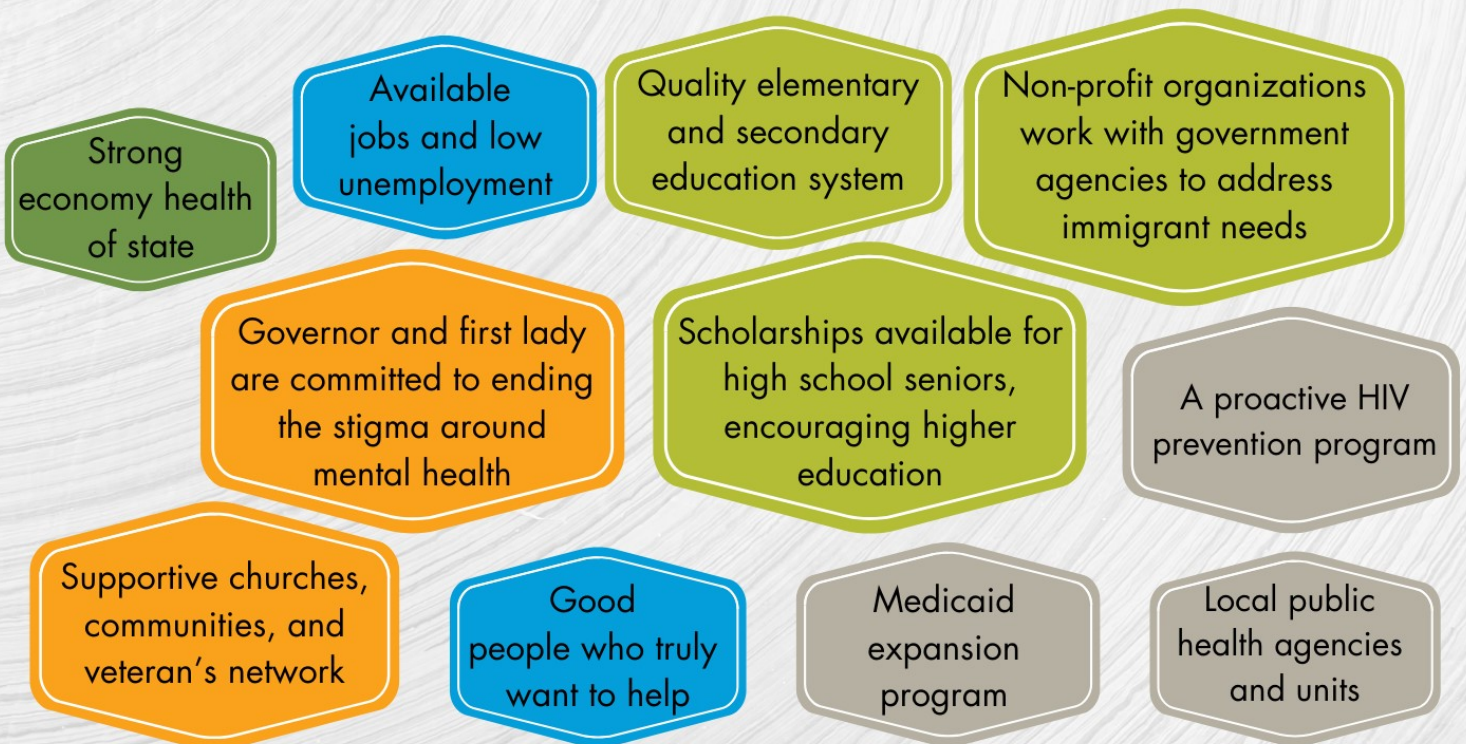 Strong
economy health
of state
Available
jobs and low
unemployment
Quality elementary
and secondary
education system
Non-profit organizations
work with government
agencies to address
immigrant needs
Governor and first lady
are committed to ending
the stigma around
mental health
Scholarships available for
high school seniors,
encouraging higher
education
A proactive HIV
prevention program
Supportive churches,
communities, and
veteran's network
Good
people who truly
want to help
Medicaid
expansion
program
Local public
health agencies
and units